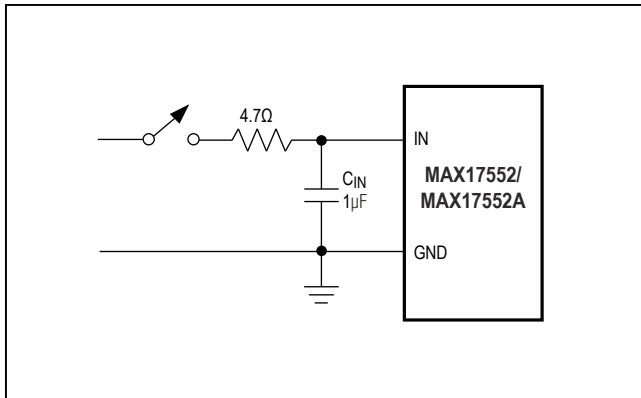 4.7Ω
IN
C_IN
1µF
MAX17552/
MAX17552A
GND